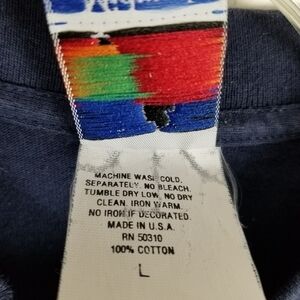 MACHINE WASH COLD.
SEPARATELY. NO BLEACH.
TUMBLE DRY LOW, NO DRY
CLEAN. IRON WARM.
NO IRON IF DECORATED.
MADE IN U.S.A.
RN 50310
100% COTTON
L